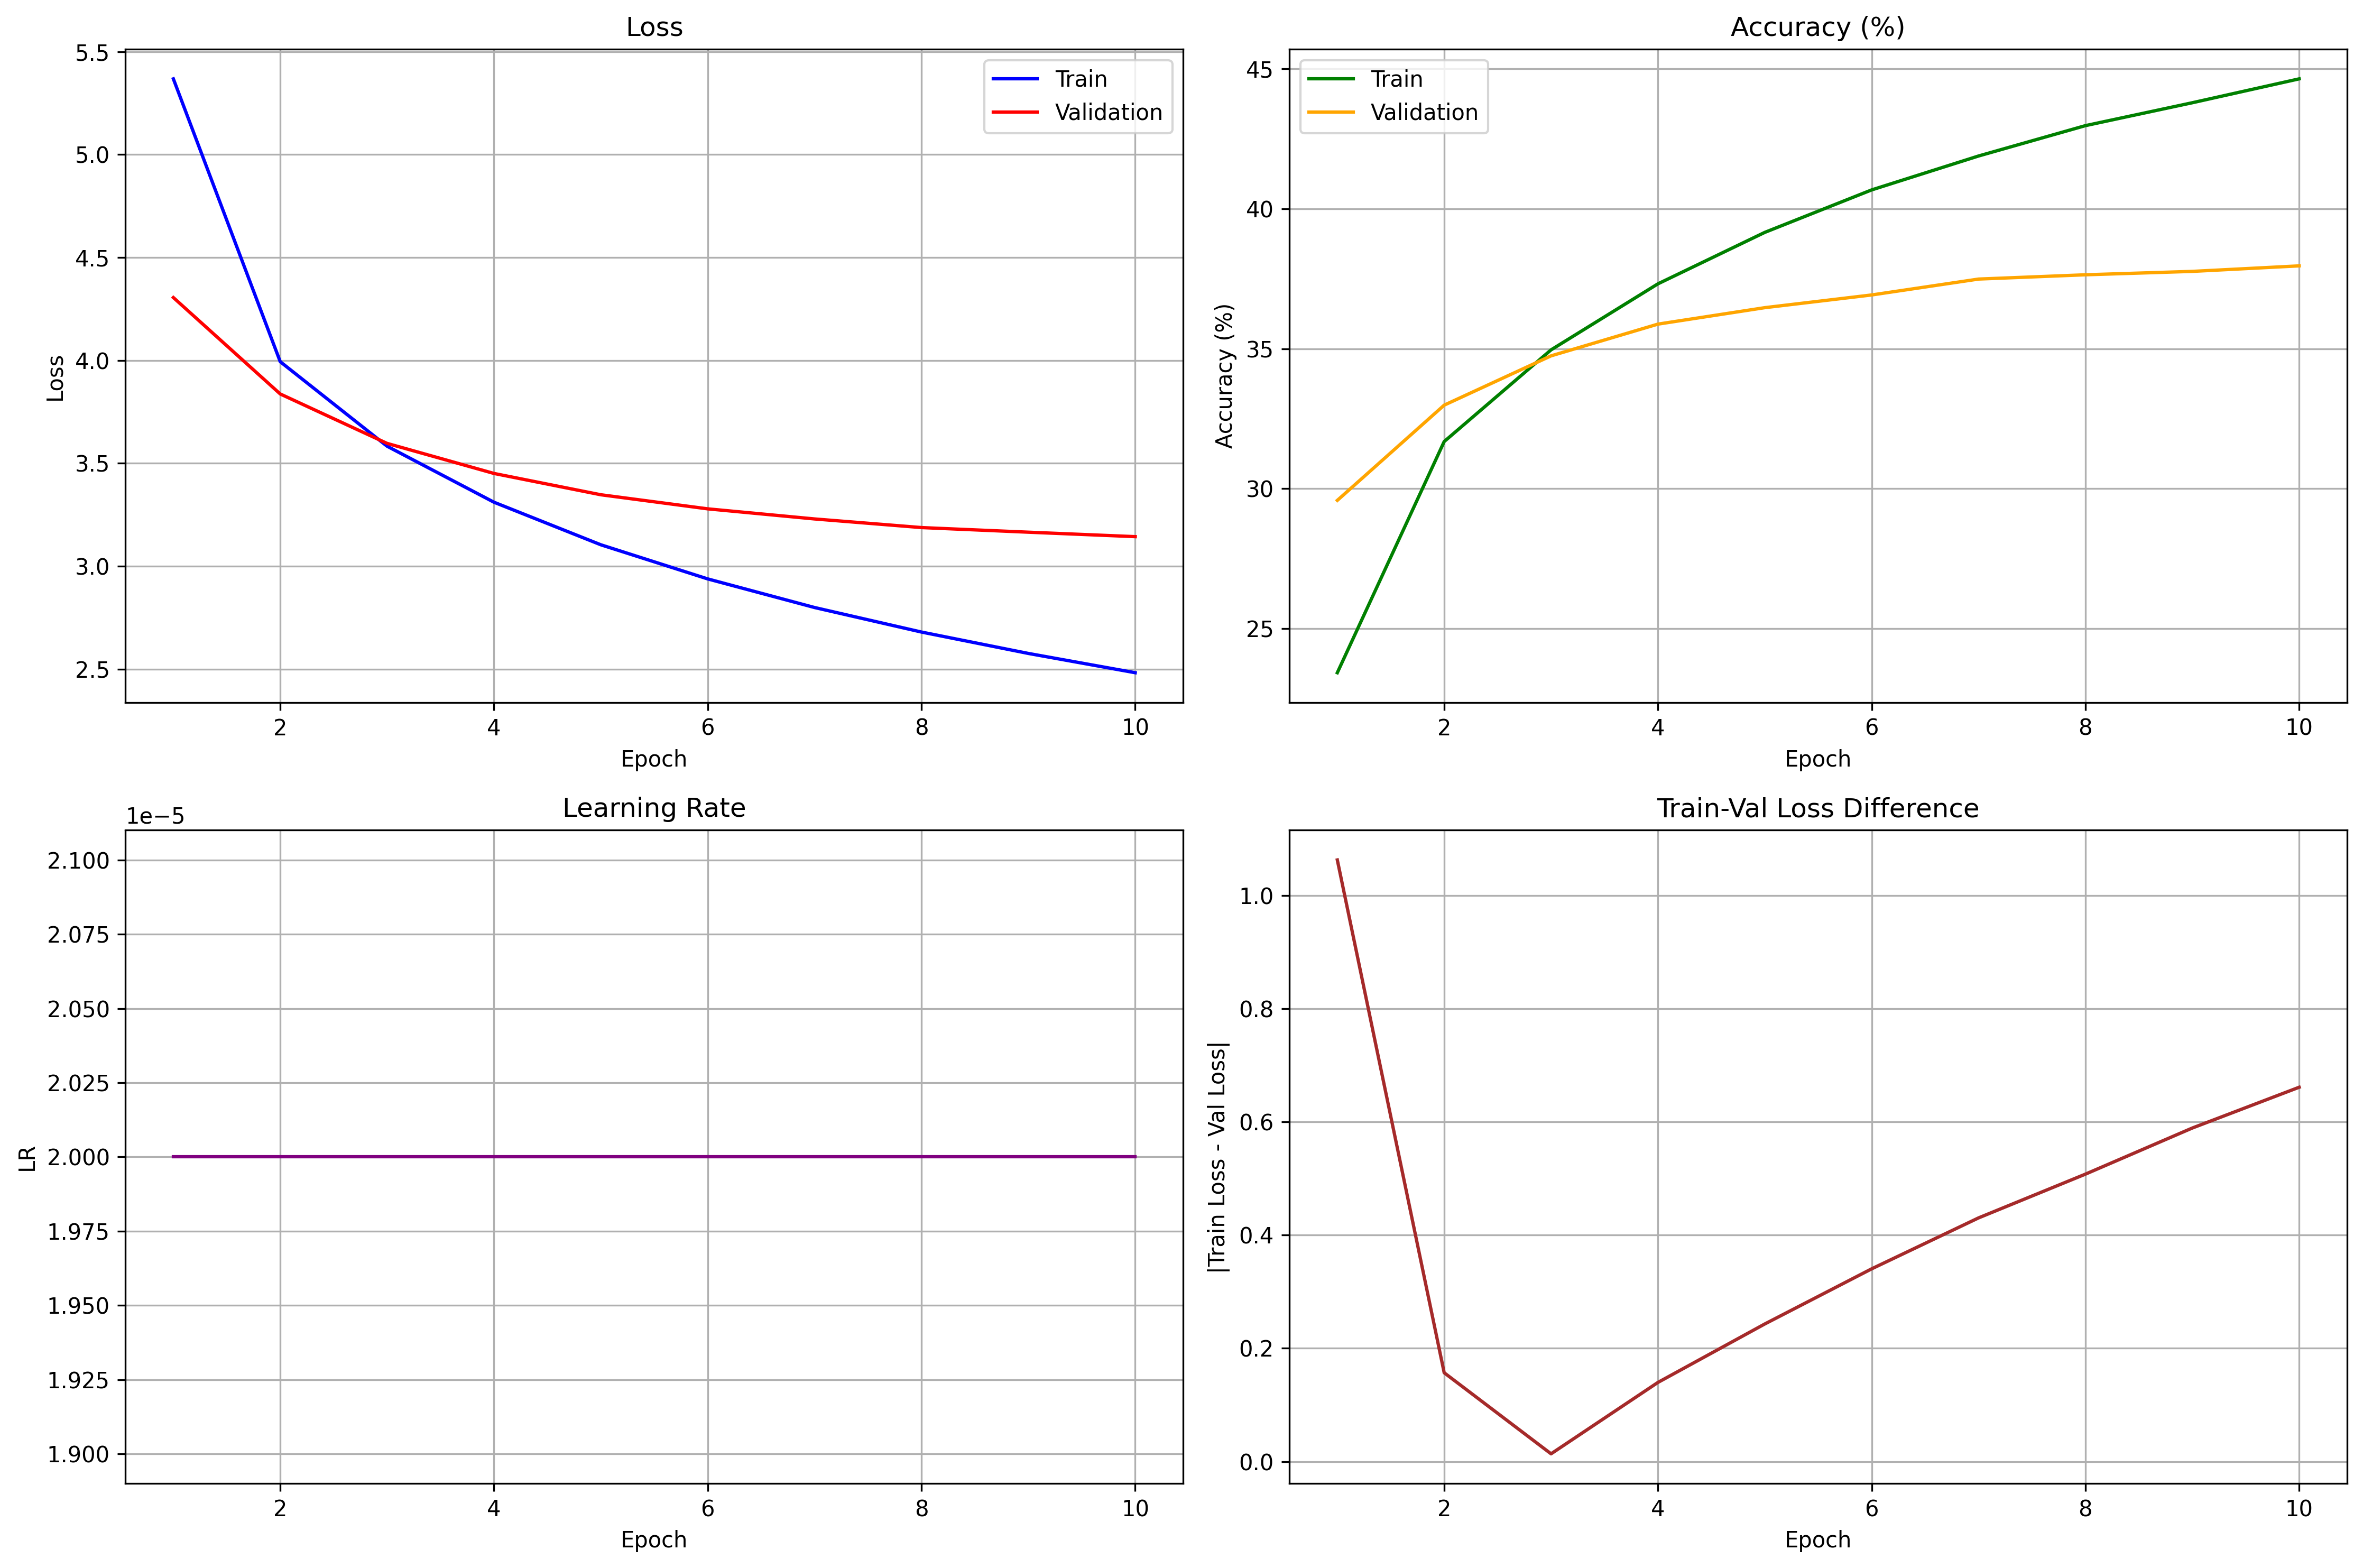 Loss
5.5
5.0
4.5
4.0
3.5
3.0
2.5
Loss
Train
Validation
2 4 6 8 10
Epoch
Accuracy (%)
45
40
35
30
25
Accuracy (%)
Train
Validation
2 4 6 8 10
Epoch
Learning Rate
1e−5
2.100
2.075
2.050
2.025
2.000
1.975
1.950
1.925
1.900
LR
2 4 6 8 10
Epoch
Train-Val Loss Difference
1.0
0.8
0.6
0.4
0.2
0.0
|Train Loss - Val Loss|
2 4 6 8 10
Epoch